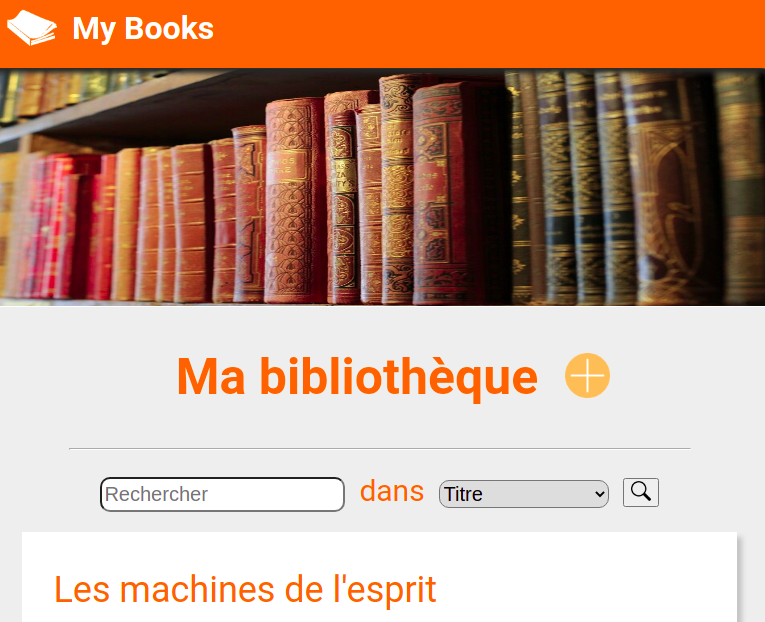 My Books
Ma bibliothèque
Rechercher dans Titre
Les machines de l'esprit